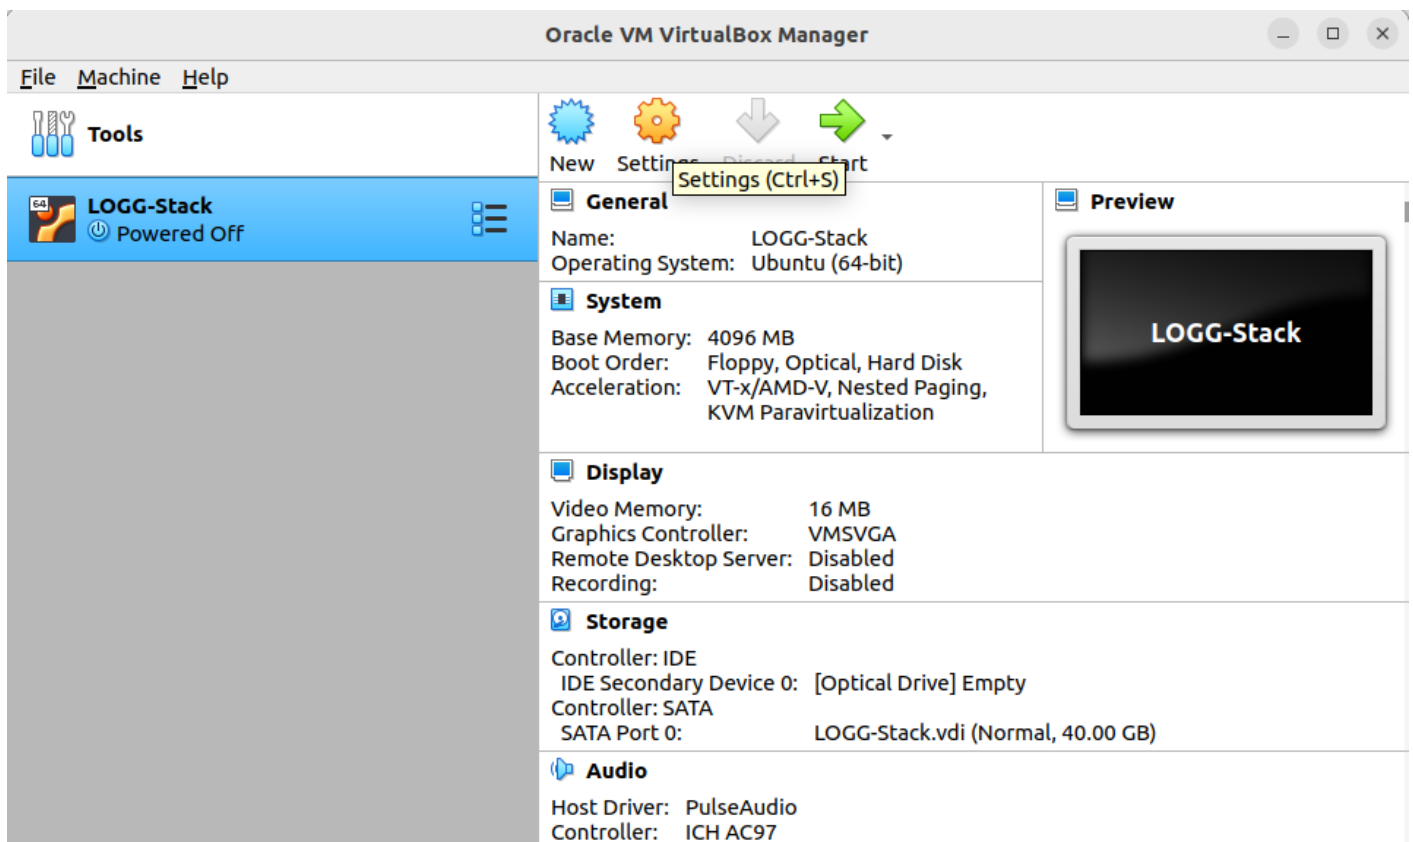 Oracle VM VirtualBox Manager
File Machine Help
Tools
New Settings Start
Settings (Ctrl+S)
64
LOGG-Stack
Powered Off
General
Name: LOGG-Stack
Operating System: Ubuntu (64-bit)
System
Base Memory: 4096 MB
Boot Order: Floppy, Optical, Hard Disk
Acceleration: VT-x/AMD-V, Nested Paging,
KVM Paravirtualization
Preview
LOGG-Stack
Display
Video Memory: 16 MB
Graphics Controller: VMSVGA
Remote Desktop Server: Disabled
Recording: Disabled
Storage
Controller: IDE
IDE Secondary Device 0: [Optical Drive] Empty
Controller: SATA
SATA Port 0: LOGG-Stack.vdi (Normal, 40.00 GB)
Audio
Host Driver: PulseAudio
Controller: ICH AC97